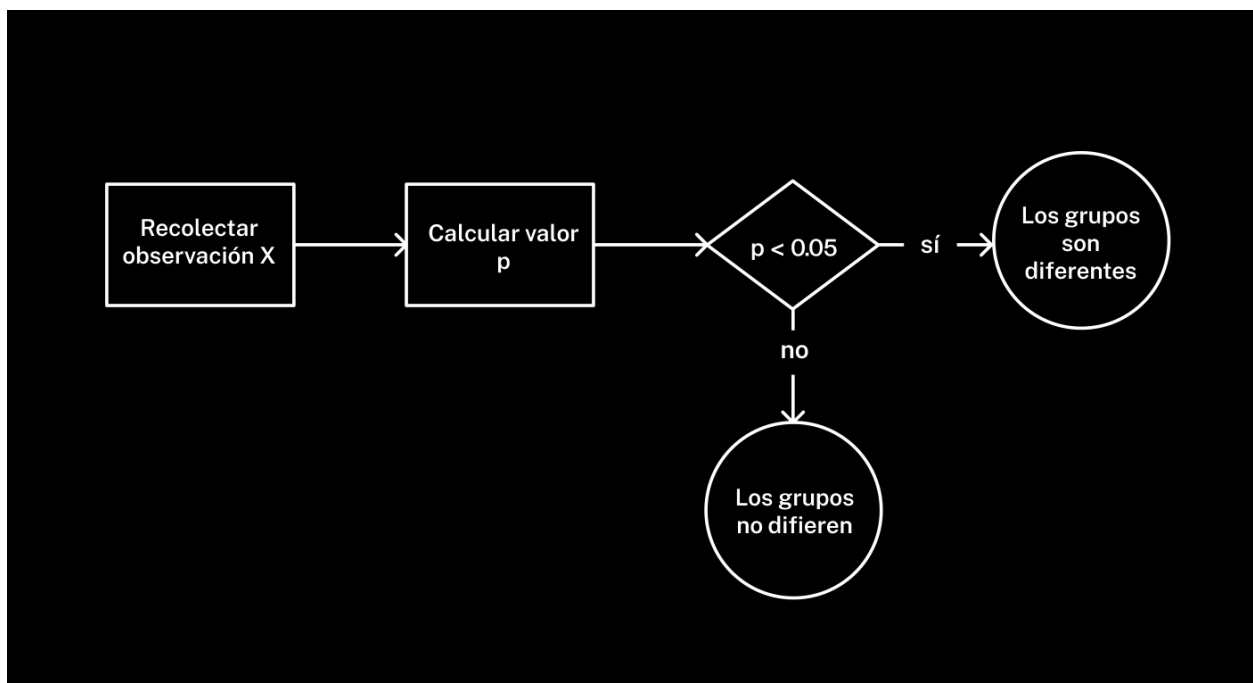 Recolectar
observación X
Calcular valor
p
p < 0.05
sí
Los grupos
son
diferentes
no
Los grupos
no difieren